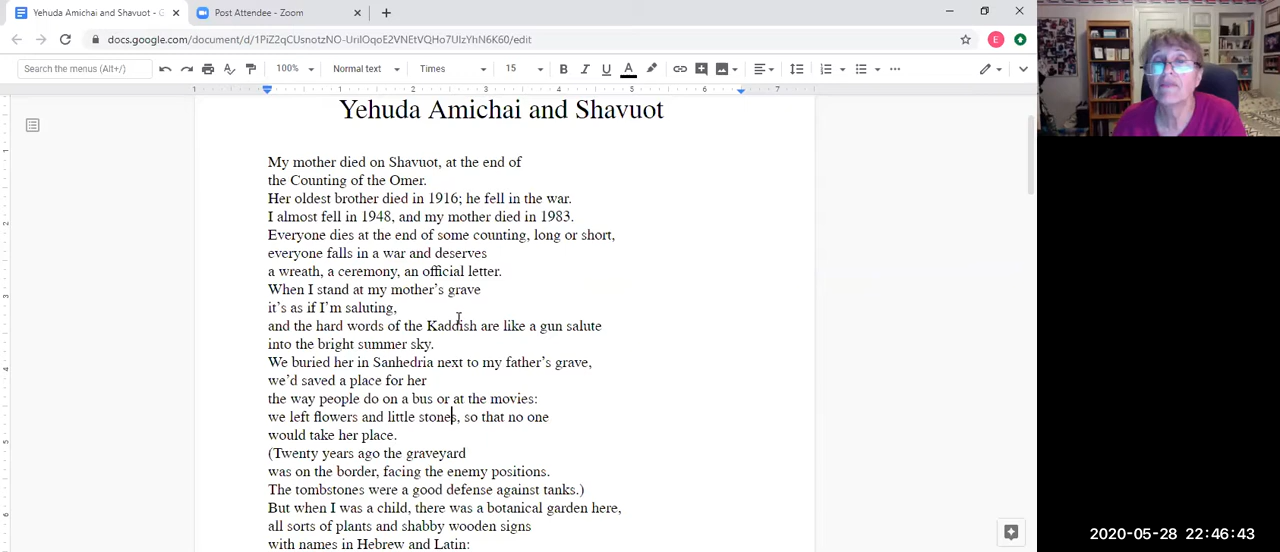 Yehuda Amichai and Shavuot - G
Post Attendee - Zoom
Search the menus (Alt+/)
100%
Normal text
Times
15
B I U A
1 1 2 3 4 5 6 7
Yehuda Amichai and Shavuot
My mother died on Shavuot, at the end of
the Counting of the Omer.
Her oldest brother died in 1916; he fell in the war.
I almost fell in 1948, and my mother died in 1983.
Everyone dies at the end of some counting, long or short,
everyone falls in a war and deserves
a wreath, a ceremony, an official letter.
When I stand at my mother’s grave
it’s as if I’m saluting,
and the hard words of the Kaddish are like a gun salute
into the bright summer sky.
We buried her in Sanhedria next to my father’s grave,
we’d saved a place for her
the way people do on a bus or at the movies:
we left flowers and little stones, so that no one
would take her place.
(Twenty years ago the graveyard
was on the border, facing the enemy positions.
The tombstones were a good defense against tanks.)
But when I was a child, there was a botanical garden here,
all sorts of plants and shabby wooden signs
with names in Hebrew and Latin:
E
2020-05-28 22:46:43